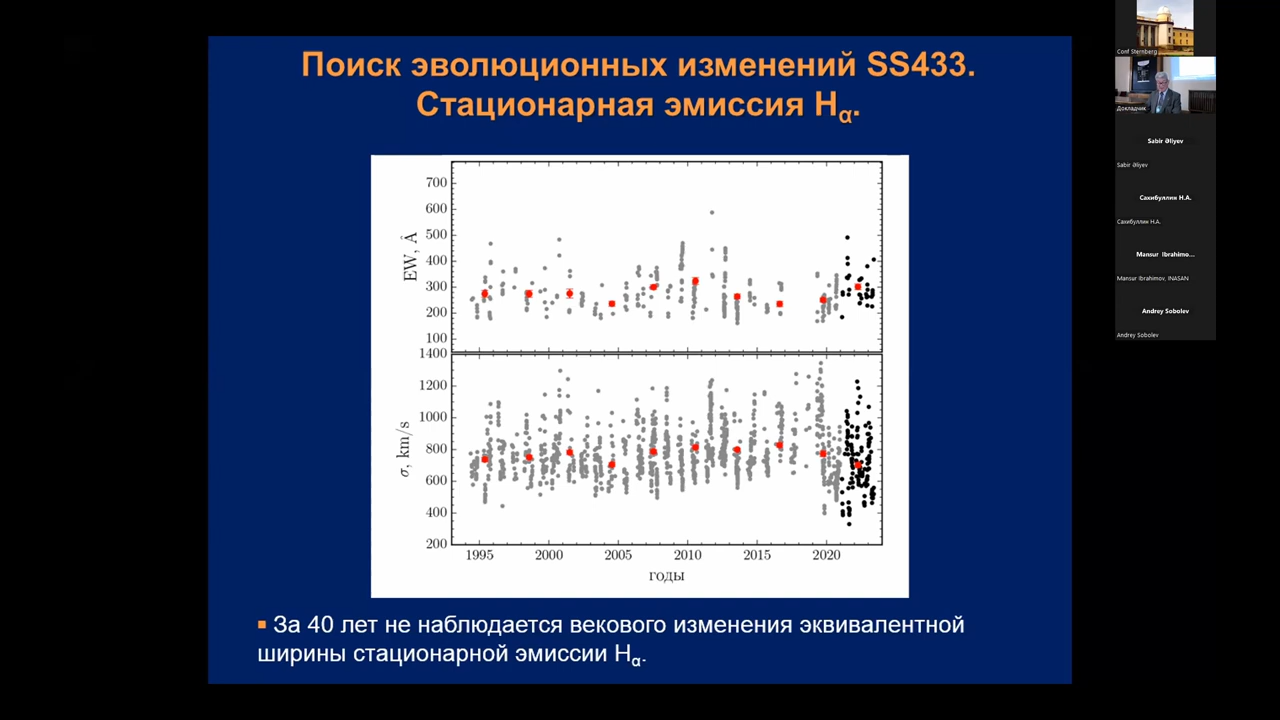 Поиск эволюционных изменений SS433.
Стационарная эмиссия Hα.
EW, Å
700
600
500
400
300
200
100
σ, km/s
1400
1200
1000
800
600
400
200
1995 2000 2005 2010 2015 2020
годы
За 40 лет не наблюдается векового изменения эквивалентной
ширины стационарной эмиссии Hα.
Conf Sternberg
Докладчик
Sabir Əliyev
Sabir Əliyev
Сахибуллин Н.А.
Сахибуллин Н.А.
Mansur Ibrahimo...
Mansur Ibrahimov, INASAN
Andrey Sobolev
Andrey Sobolev